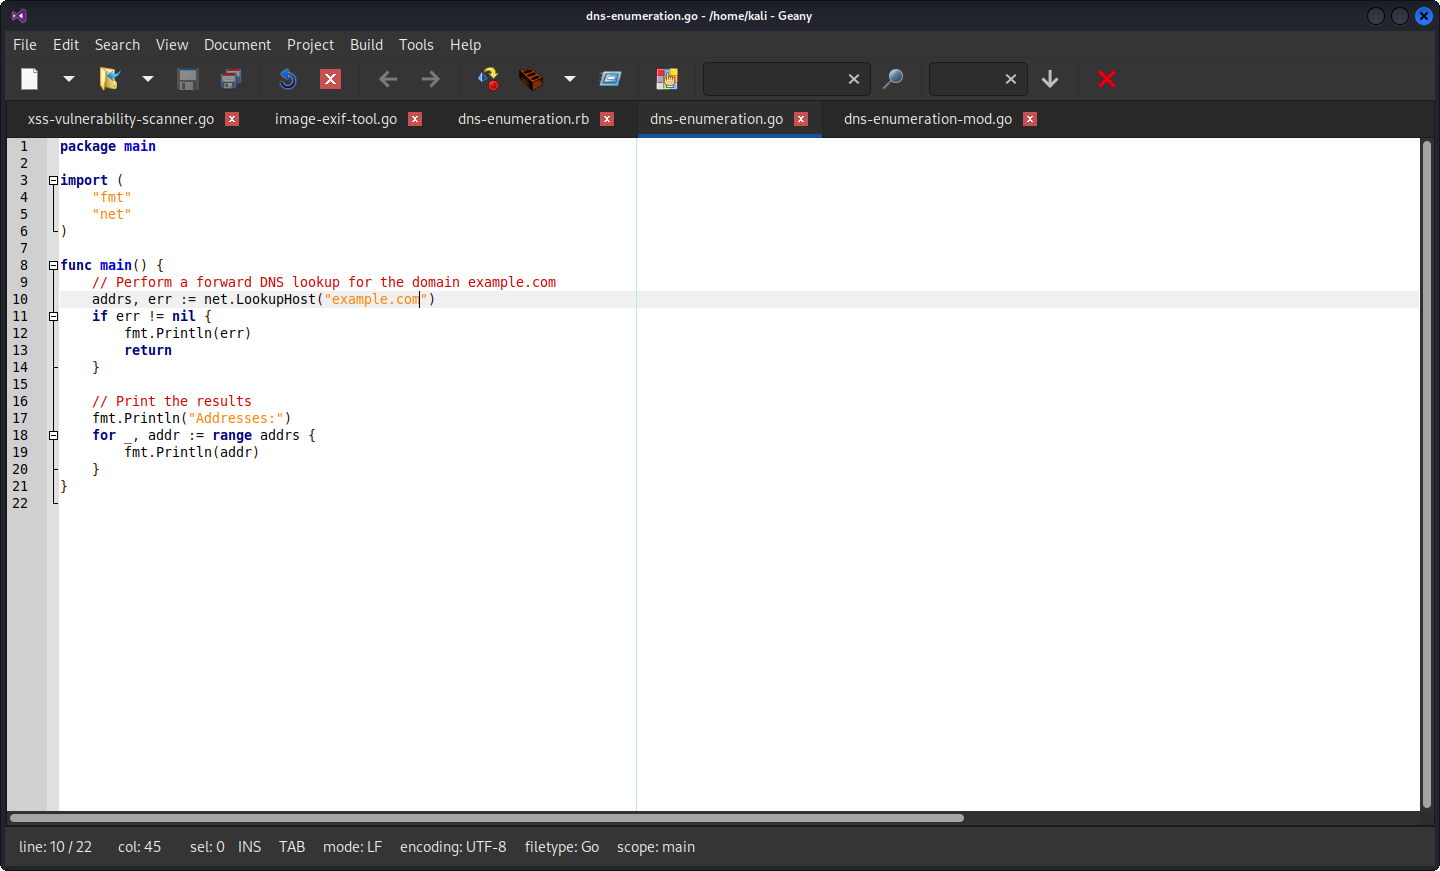 dns-enumeration.go - /home/kali - Geany
File Edit Search View Document Project Build Tools Help
xss-vulnerability-scanner.go image-exif-tool.go dns-enumeration.rb dns-enumeration.go dns-enumeration-mod.go
1 package main
2
3 import (
4     "fmt"
5     "net"
6 )
7
8 func main() {
9     // Perform a forward DNS lookup for the domain example.com
10     addrs, err := net.LookupHost("example.com")
11     if err != nil {
12         fmt.Println(err)
13         return
14     }
15
16     // Print the results
17     fmt.Println("Addresses:")
18     for _, addr := range addrs {
19         fmt.Println(addr)
20     }
21 }
22
line: 10 / 22 col: 45 sel: 0 INS TAB mode: LF encoding: UTF-8 filetype: Go scope: main